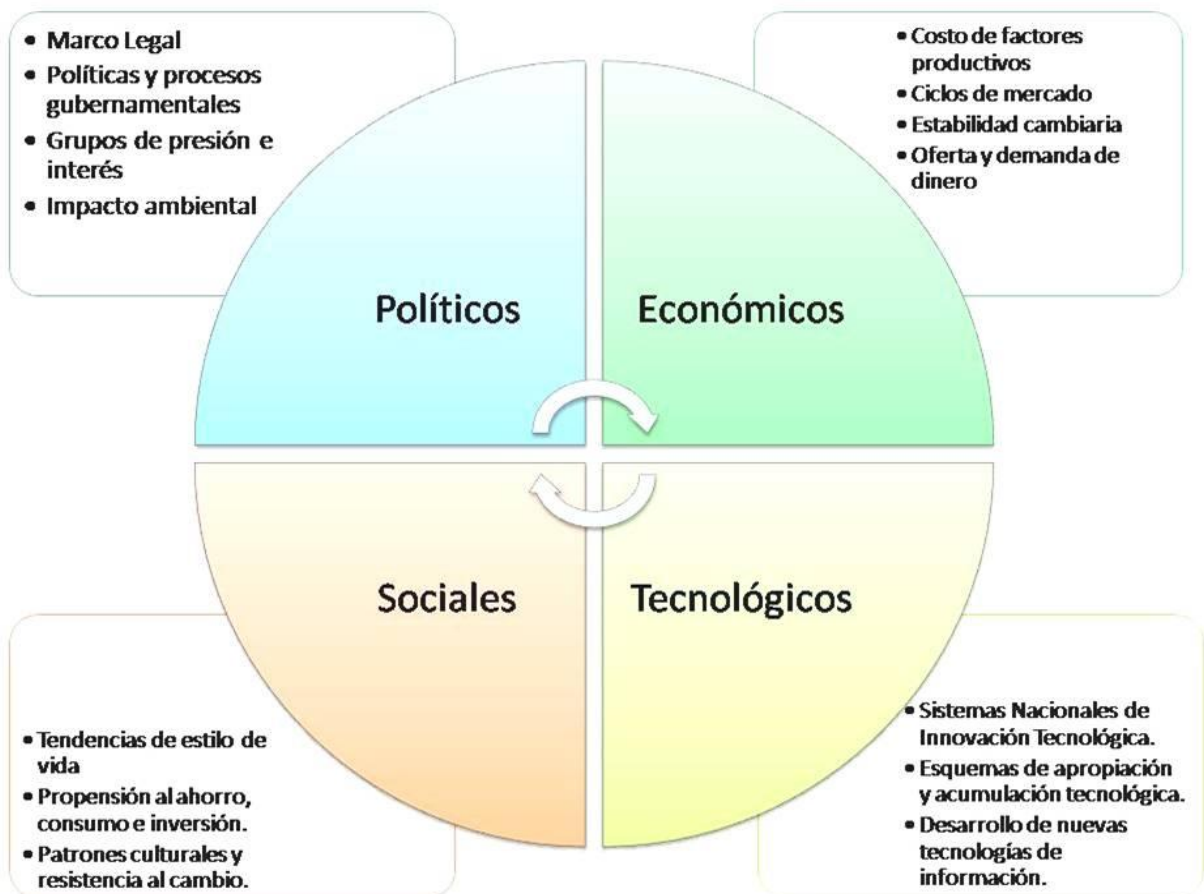 • Marco Legal
• Políticas y procesos
gubernamentales
• Grupos de presión e
interés
• Impacto ambiental
• Costo de factores
productivos
• Ciclos de mercado
• Estabilidad cambiaria
• Oferta y demanda de
dinero
Políticos
Económicos
Sociales
Tecnológicos
• Tendencias de estilo de
vida
• Propensión al ahorro,
consumo e inversión.
• Patrones culturales y
resistencia al cambio.
• Sistemas Nacionales de
Innovación Tecnológica.
• Esquemas de apropiación
y acumulación tecnológica.
• Desarrollo de nuevas
tecnologías de
información.